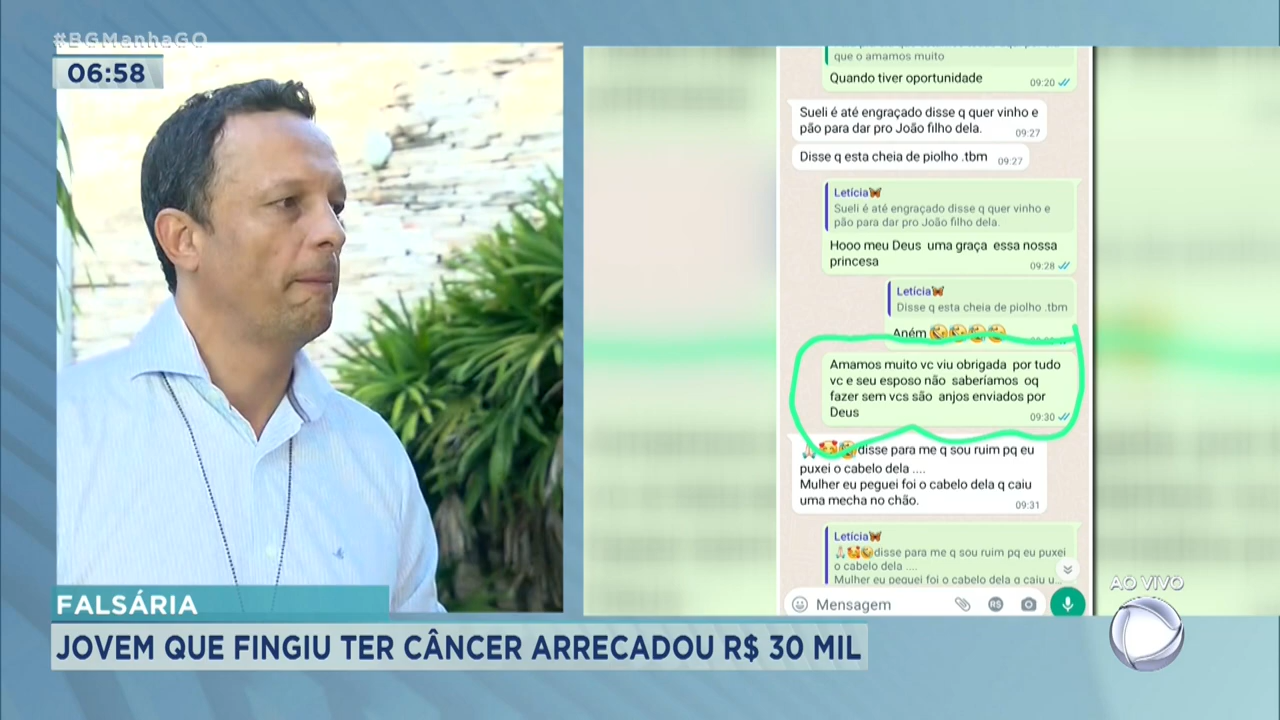 #BGManhaGO
06:58
que o amamos muito
Quando tiver oportunidade
09:20
Sueli é até engraçado disse q quer vinho e
pão para dar pro João filho dela.
09:27
Disse q esta cheia de piolho .tbm
09:27
Letícia
Sueli é até engraçado disse q quer vinho e
pão para dar pro João filho dela.
Hooo meu Deus uma graça essa nossa
princesa
09:28
Letícia
Disse q esta cheia de piolho .tbm
Aném
Amamos muito vc viu obrigada por tudo
vc e seu esposo não saberíamos oq
fazer sem vcs são anjos enviados por
Deus
09:30
disse para me q sou ruim pq eu
puxei o cabelo dela ....
Mulher eu peguei foi o cabelo dela q caiu
uma mecha no chão.
09:31
Letícia
disse para me q sou ruim pq eu puxei
o cabelo dela ....
Mulher eu peguei foi o cabelo dela q caiu u...
Mensagem
R$
AO VIVO
FALSÁRIA
JOVEM QUE FINGIU TER CÂNCER ARRECADOU R$ 30 MIL